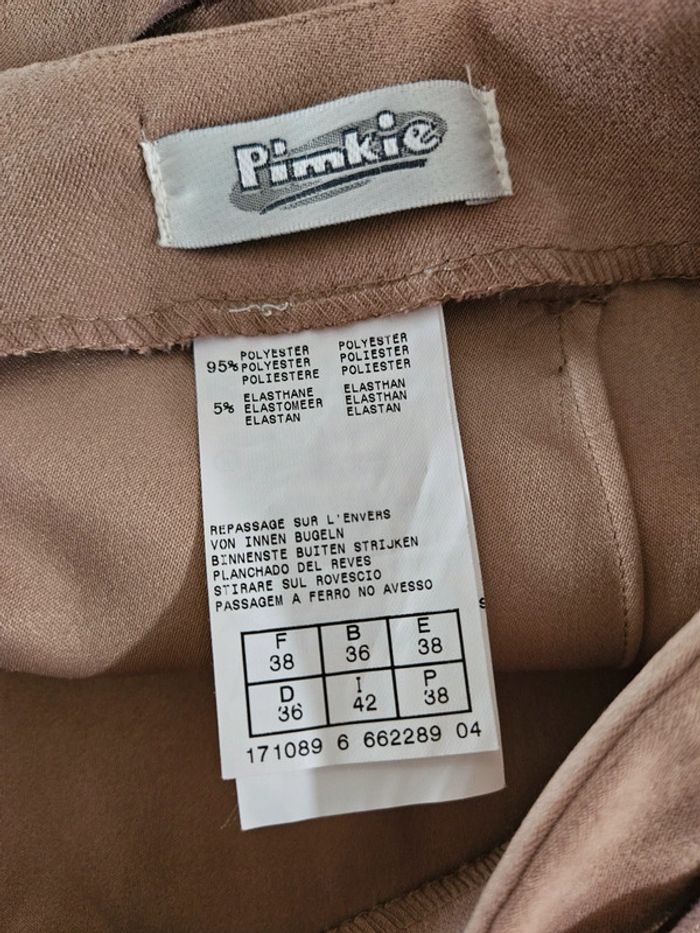 Pimkie
95% POLYESTER POLYESTER
POLYESTER POLIESTER
POLIESTERE POLIESTER
5% ELASTHANE ELASTHAN
ELASTOMEER ELASTHAN
ELASTAN ELASTAN
REPASSAGE SUR L'ENVERS
VON INNEN BUGELN
BINNENSTE BUITEN STRIJKEN
PLANCHADO DEL REVES
STIRARE SUL ROVESCIO
PASSAGEM A FERRO NO AVESSO
F B E
38 36 38
D I P
36 42 38
171089 6 662289 04